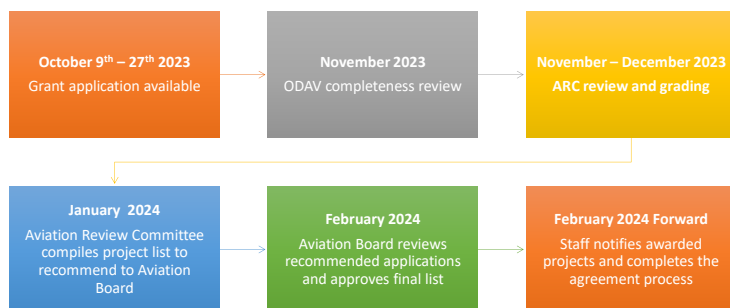 October 9th – 27th 2023
Grant application available
November 2023
ODAV completeness review
November – December 2023
ARC review and grading
January 2024
Aviation Review Committee
compiles project list to
recommend to Aviation
Board
February 2024
Aviation Board reviews
recommended applications
and approves final list
February 2024 Forward
Staff notifies awarded
projects and completes the
agreement process